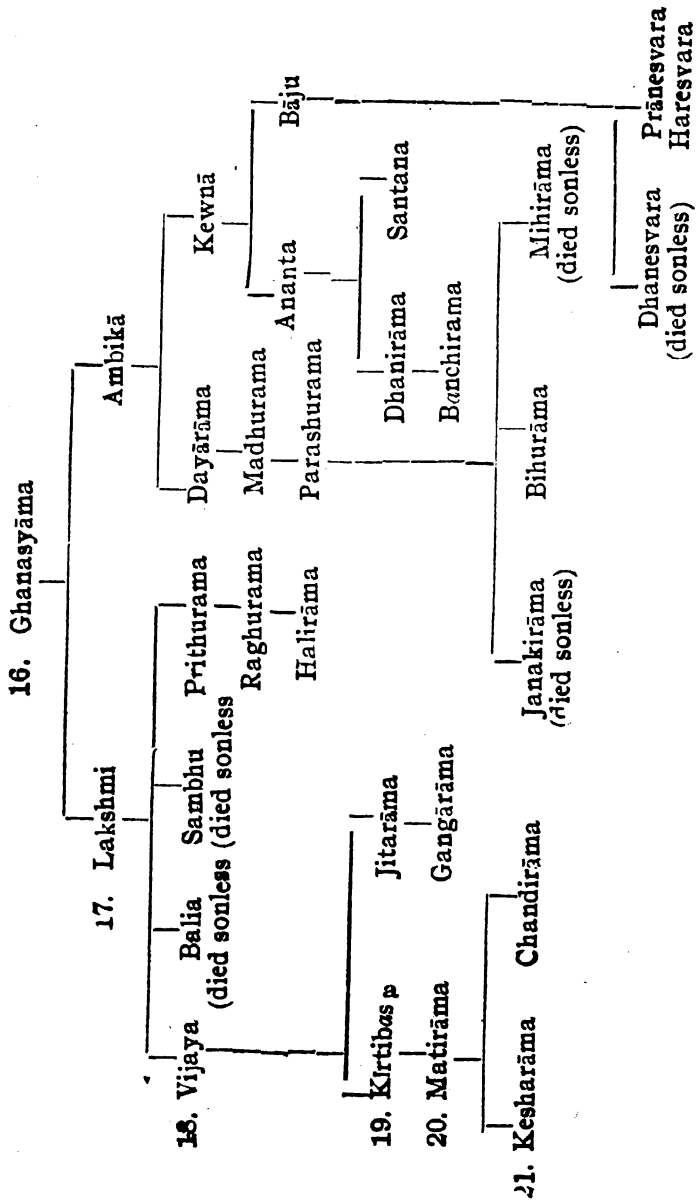 16. Ghanasyāma
17. Lakshmi Ambikā
18. Vijaya Balia Sambhu Prithurama Dayārāma Kewnā
(died sonless (died sonless Raghurama Madhurama Ananta Bāju
Halirāma Parashurama
19. Kirtibas Jitarāma Dhanirāma Santana
20. Matirāma Gangārāma Banchirama
21. Kesharāma Chandirāma Janakirāma Bihurāma Mihirāma
(died sonless) (died sonless)
Dhanesvara Prānesvara
(died sonless) Haresvara